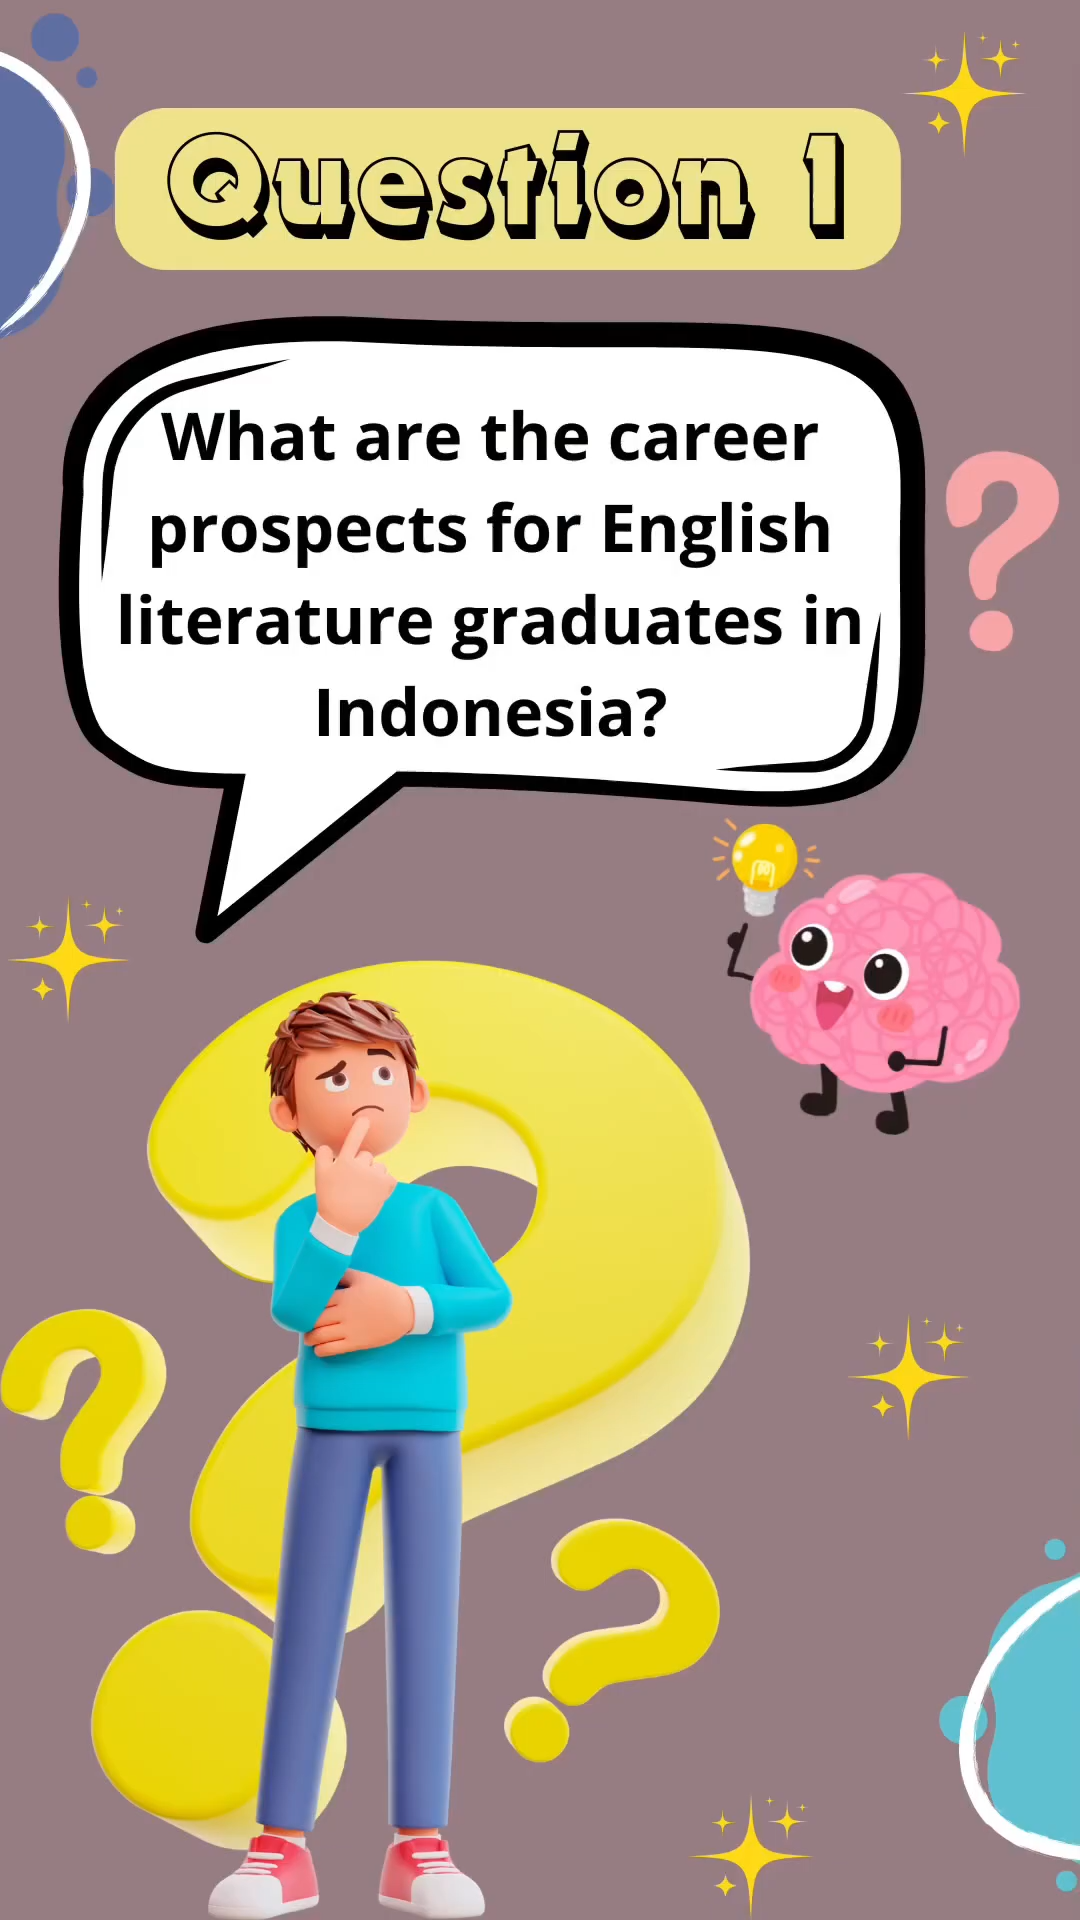 Question 1
What are the career
prospects for English
literature graduates in
Indonesia?